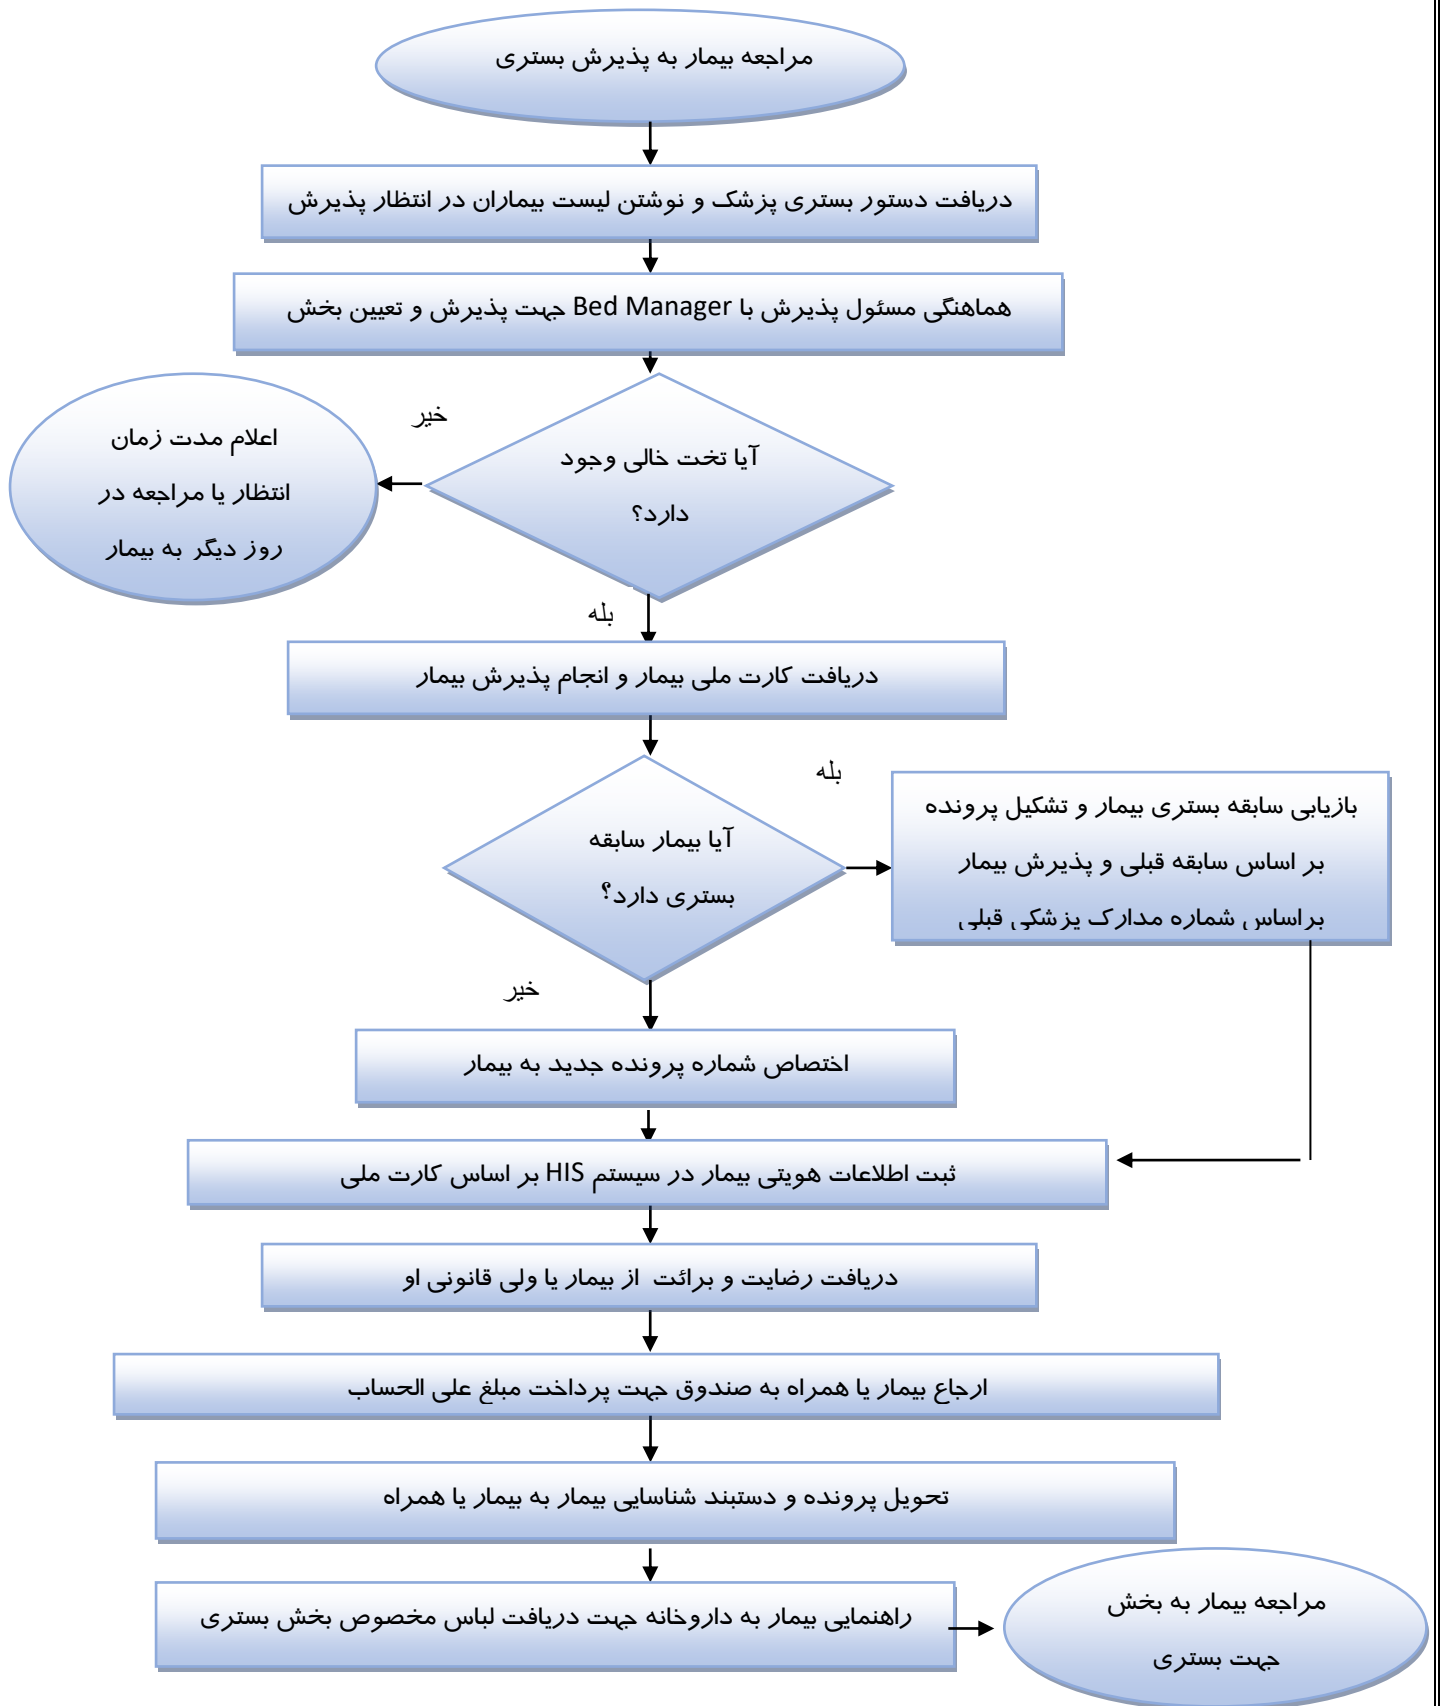 مراجعه بیمار به پذیرش بستری
دریافت دستور بستری پزشک و نوشتن لیست بیماران در انتظار پذیرش
هماهنگی مسئول پذیرش با Bed Manager جهت پذیرش و تعیین بخش
خیر
آیا تخت خالی وجود
دارد؟
اعلام مدت زمان
انتظار یا مراجعه در
روز دیگر به بیمار
بله
دریافت کارت ملی بیمار و انجام پذیرش بیمار
بله
آیا بیمار سابقه
بستری دارد؟
بازیابی سابقه بستری بیمار و تشکیل پرونده
بر اساس سابقه قبلی و پذیرش بیمار
براساس شماره مدارک پزشکی قبلی
خیر
اختصاص شماره پرونده جدید به بیمار
ثبت اطلاعات هویتی بیمار در سیستم HIS بر اساس کارت ملی
دریافت رضایت و برائت از بیمار یا ولی قانونی او
ارجاع بیمار یا همراه به صندوق جهت پرداخت مبلغ علی الحساب
تحویل پرونده و دستبند شناسایی بیمار به بیمار یا همراه
راهنمایی بیمار به داروخانه جهت دریافت لباس مخصوص بخش بستری
مراجعه بیمار به بخش
جهت بستری